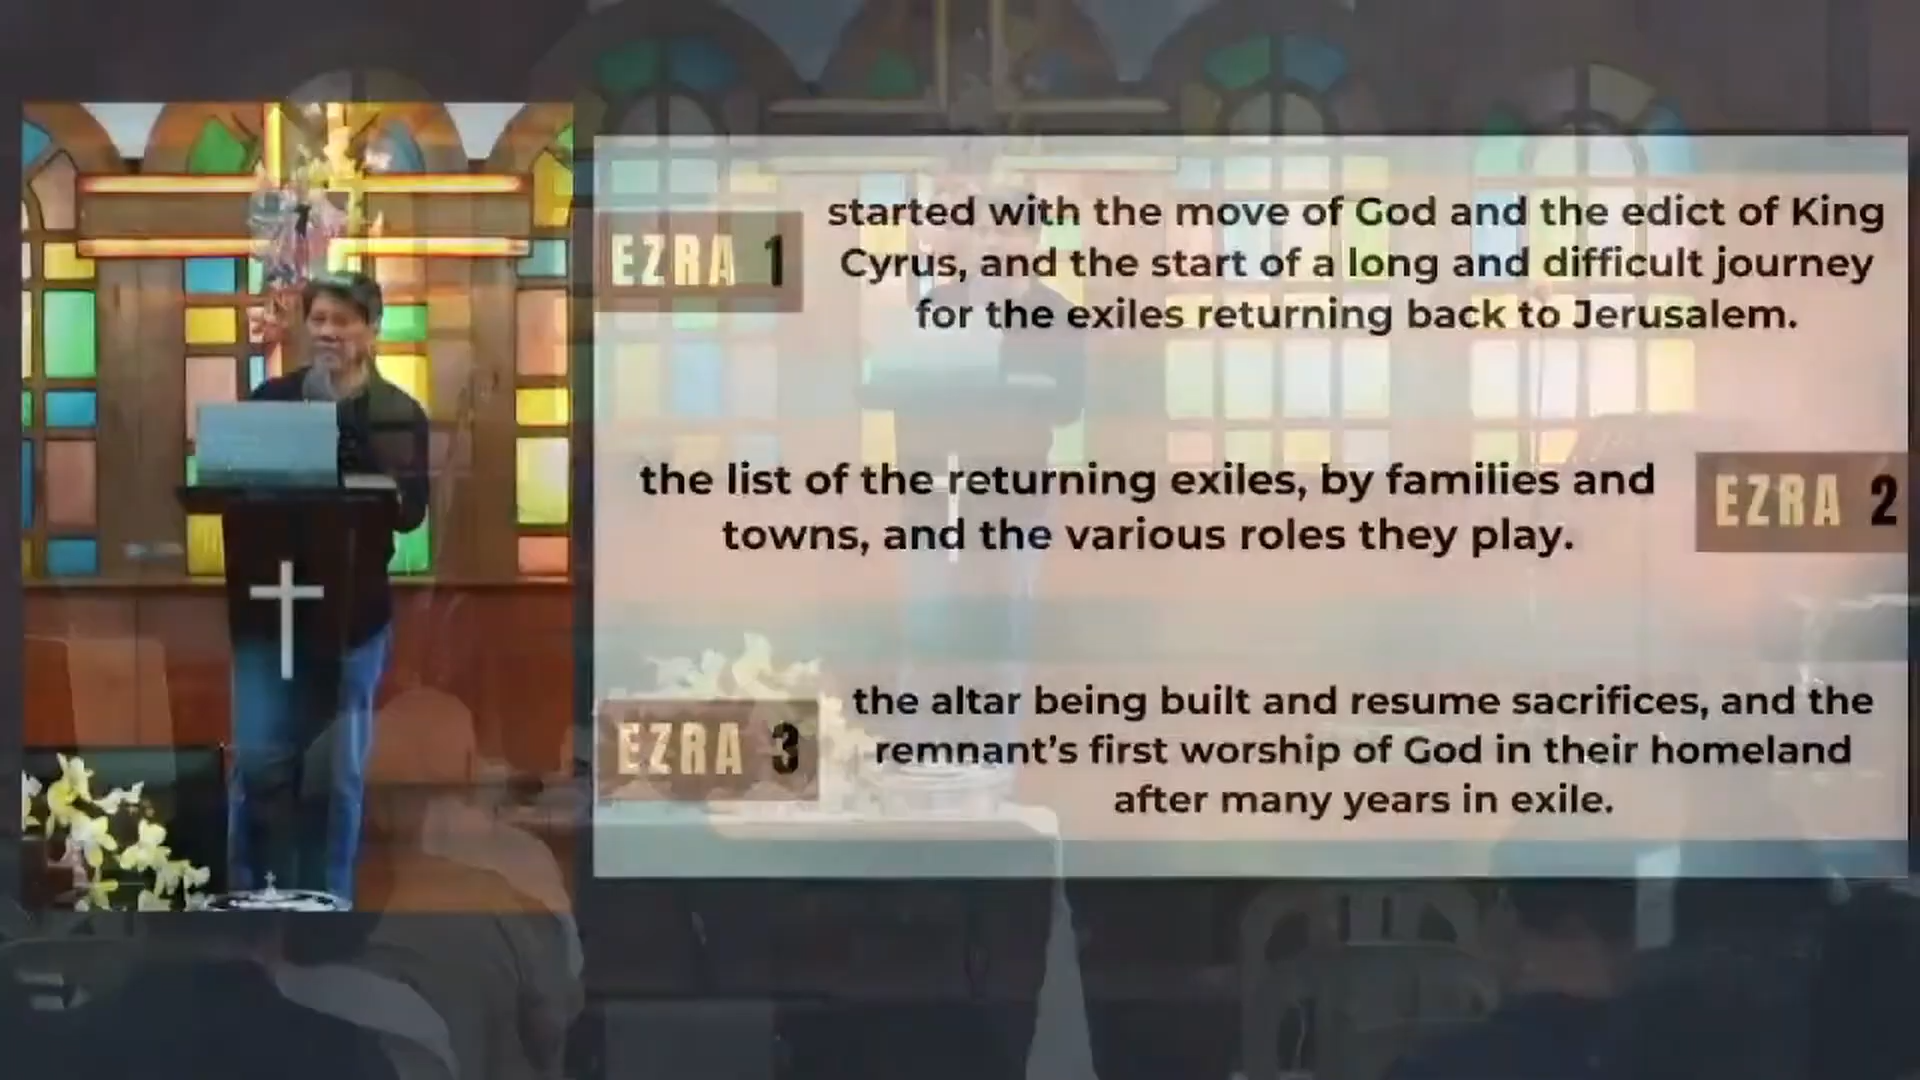 EZRA 1
started with the move of God and the edict of King
Cyrus, and the start of a long and difficult journey
for the exiles returning back to Jerusalem.
the list of the returning exiles, by families and
towns, and the various roles they play.
EZRA 2
EZRA 3
the altar being built and resume sacrifices, and the
remnant's first worship of God in their homeland
after many years in exile.